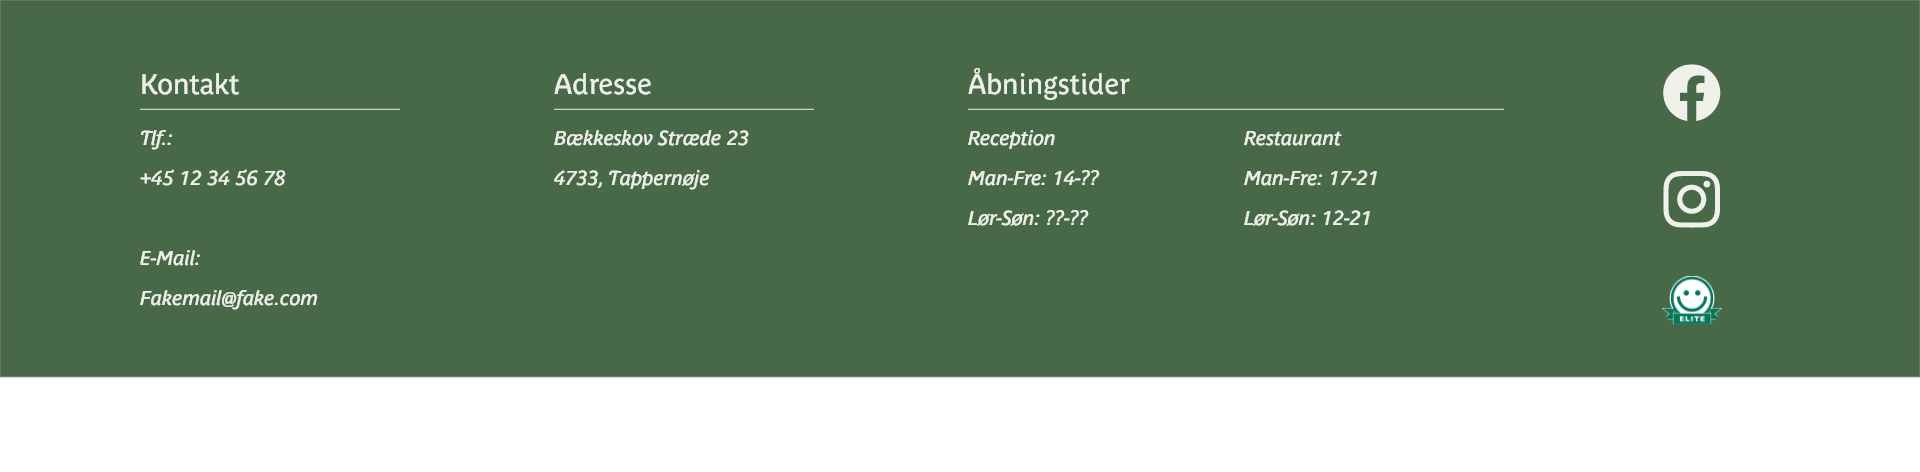 Kontakt
Tlf.:
+45 12 34 56 78
E-Mail:
Fakemail@fake.com
Adresse
Bækkeskov Stræde 23
4733, Tappernøje
Åbningstider
Reception
Man-Fre: 14-??
Lør-Søn: ??-??
Restaurant
Man-Fre: 17-21
Lør-Søn: 12-21
ELITE